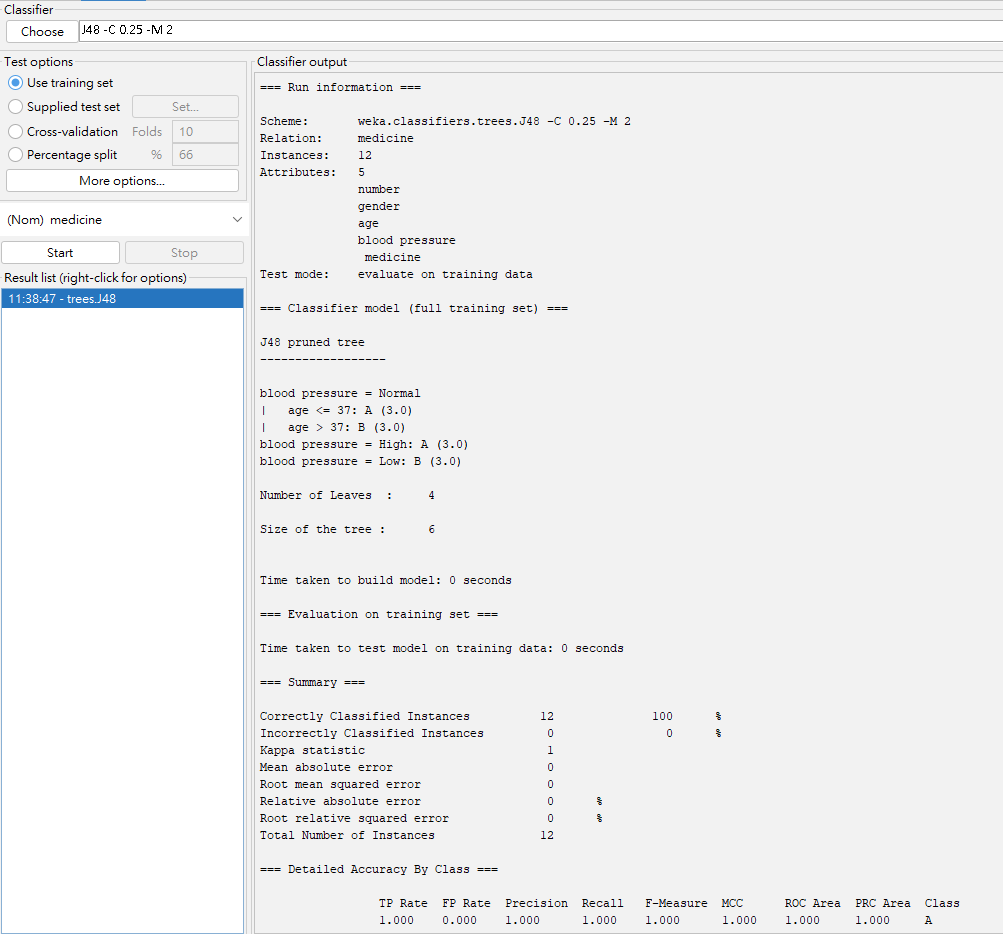 Classifier
Choose J48 -C 0.25 -M 2
Test options
Use training set
Supplied test set Set...
Cross-validation Folds 10
Percentage split % 66
More options...
(Nom) medicine
Start Stop
Result list (right-click for options)
11:38:47 - trees.J48
Classifier output
=== Run information ===
Scheme: weka.classifiers.trees.J48 -C 0.25 -M 2
Relation: medicine
Instances: 12
Attributes: 5
number
gender
age
blood pressure
medicine
Test mode: evaluate on training data
=== Classifier model (full training set) ===
J48 pruned tree
------------------
blood pressure = Normal
| age <= 37: A (3.0)
| age > 37: B (3.0)
blood pressure = High: A (3.0)
blood pressure = Low: B (3.0)
Number of Leaves : 4
Size of the tree : 6
Time taken to build model: 0 seconds
=== Evaluation on training set ===
Time taken to test model on training data: 0 seconds
=== Summary ===
Correctly Classified Instances 12 100 %
Incorrectly Classified Instances 0 0 %
Kappa statistic 1
Mean absolute error 0
Root mean squared error 0
Relative absolute error 0 %
Root relative squared error 0 %
Total Number of Instances 12
=== Detailed Accuracy By Class ===
TP Rate FP Rate Precision Recall F-Measure MCC ROC Area PRC Area Class
1.000 0.000 1.000 1.000 1.000 1.000 1.000 1.000 A